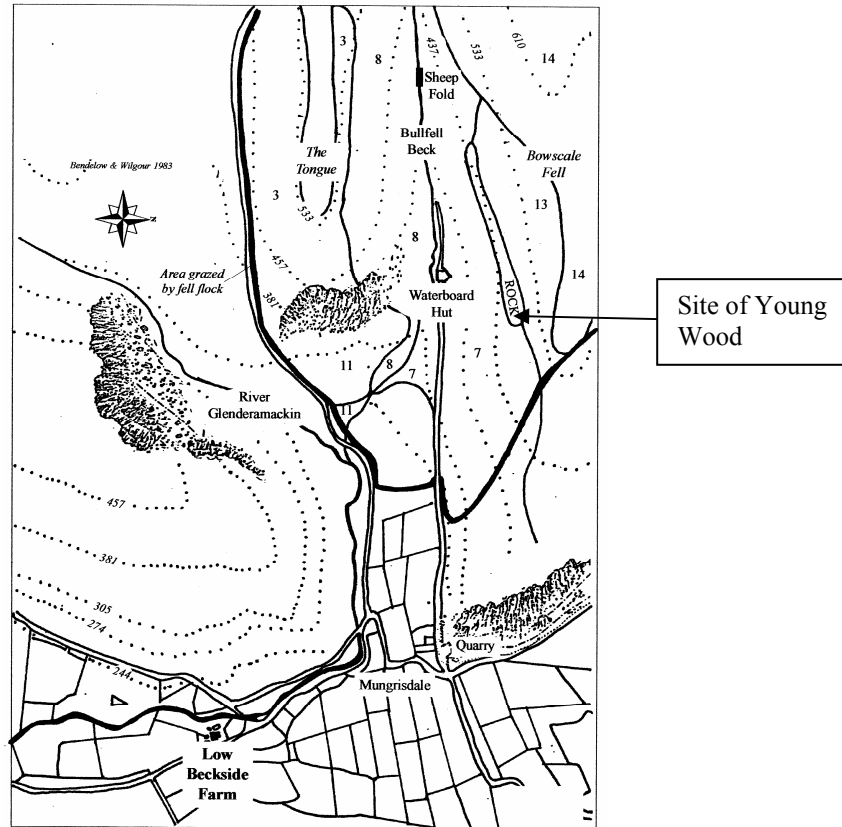 3
8
437
533
610
14
Sheep
Fold
Bullfell
Beck
The
Tongue
Bowscale
Fell
Bendelow & Wilgour 1983
N
3
533
13
8
457
14
Area grazed
by fell flock
381
ROCK
Waterboard
Hut
Site of Young
Wood
11
8
7
7
River
Glenderamackin
11
457
381
305
274
244
Quarry
Mungrisdale
Low
Beckside
Farm